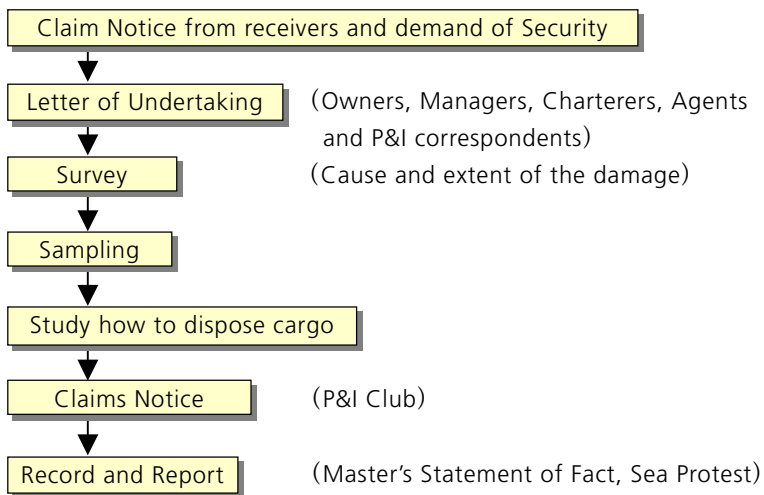 Claim Notice from receivers and demand of Security
Letter of Undertaking (Owners, Managers, Charterers, Agents
and P&I correspondents)
Survey (Cause and extent of the damage)
Sampling
Study how to dispose cargo
Claims Notice (P&I Club)
Record and Report (Master’s Statement of Fact, Sea Protest)